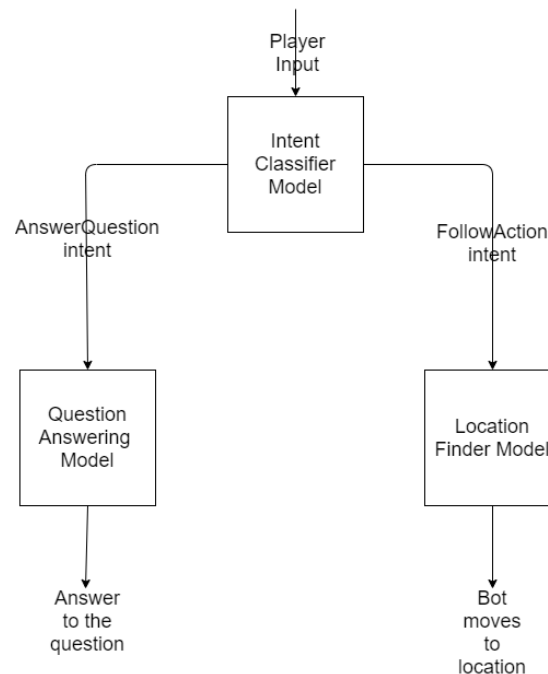 Player
Input
Intent
Classifier
Model
AnswerQuestion
intent
FollowAction
intent
Question
Answering
Model
Location
Finder Model
Answer
to the
question
Bot
moves
to
location